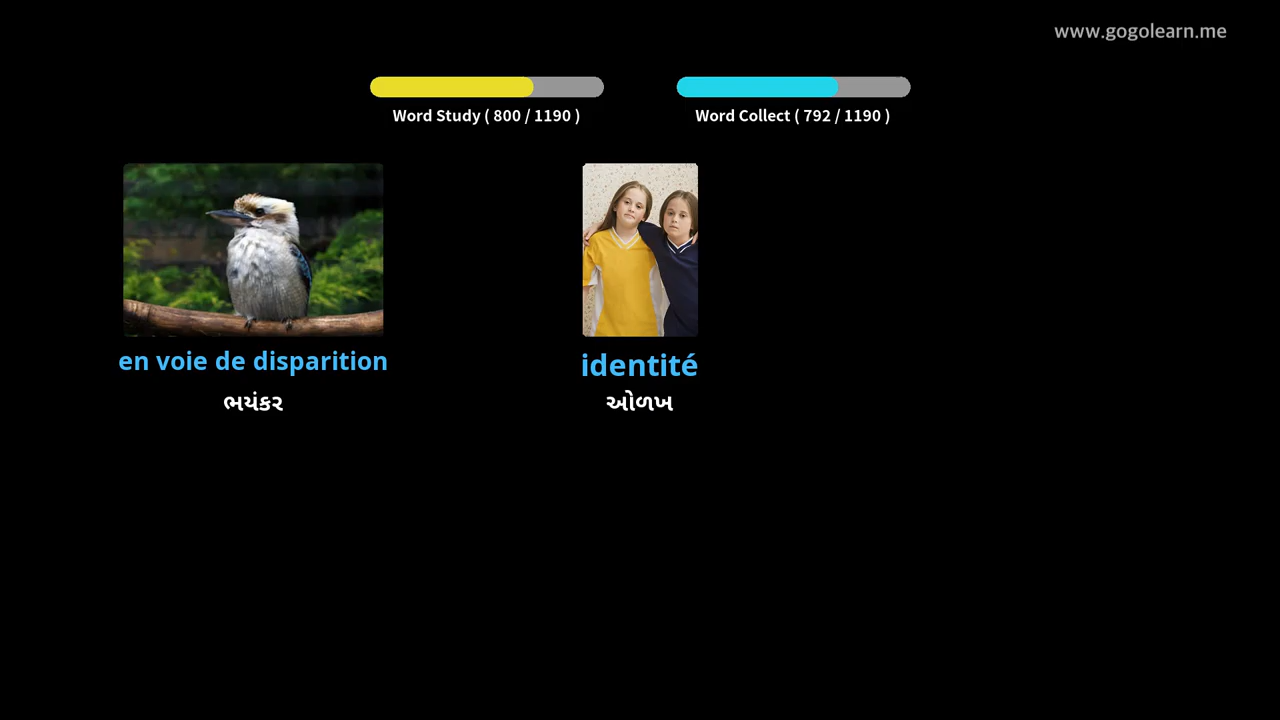 www.gogolearn.me
Word Study ( 800 / 1190 )
Word Collect ( 792 / 1190 )
en voie de disparition
ભયંકર
identité
ઓળખ